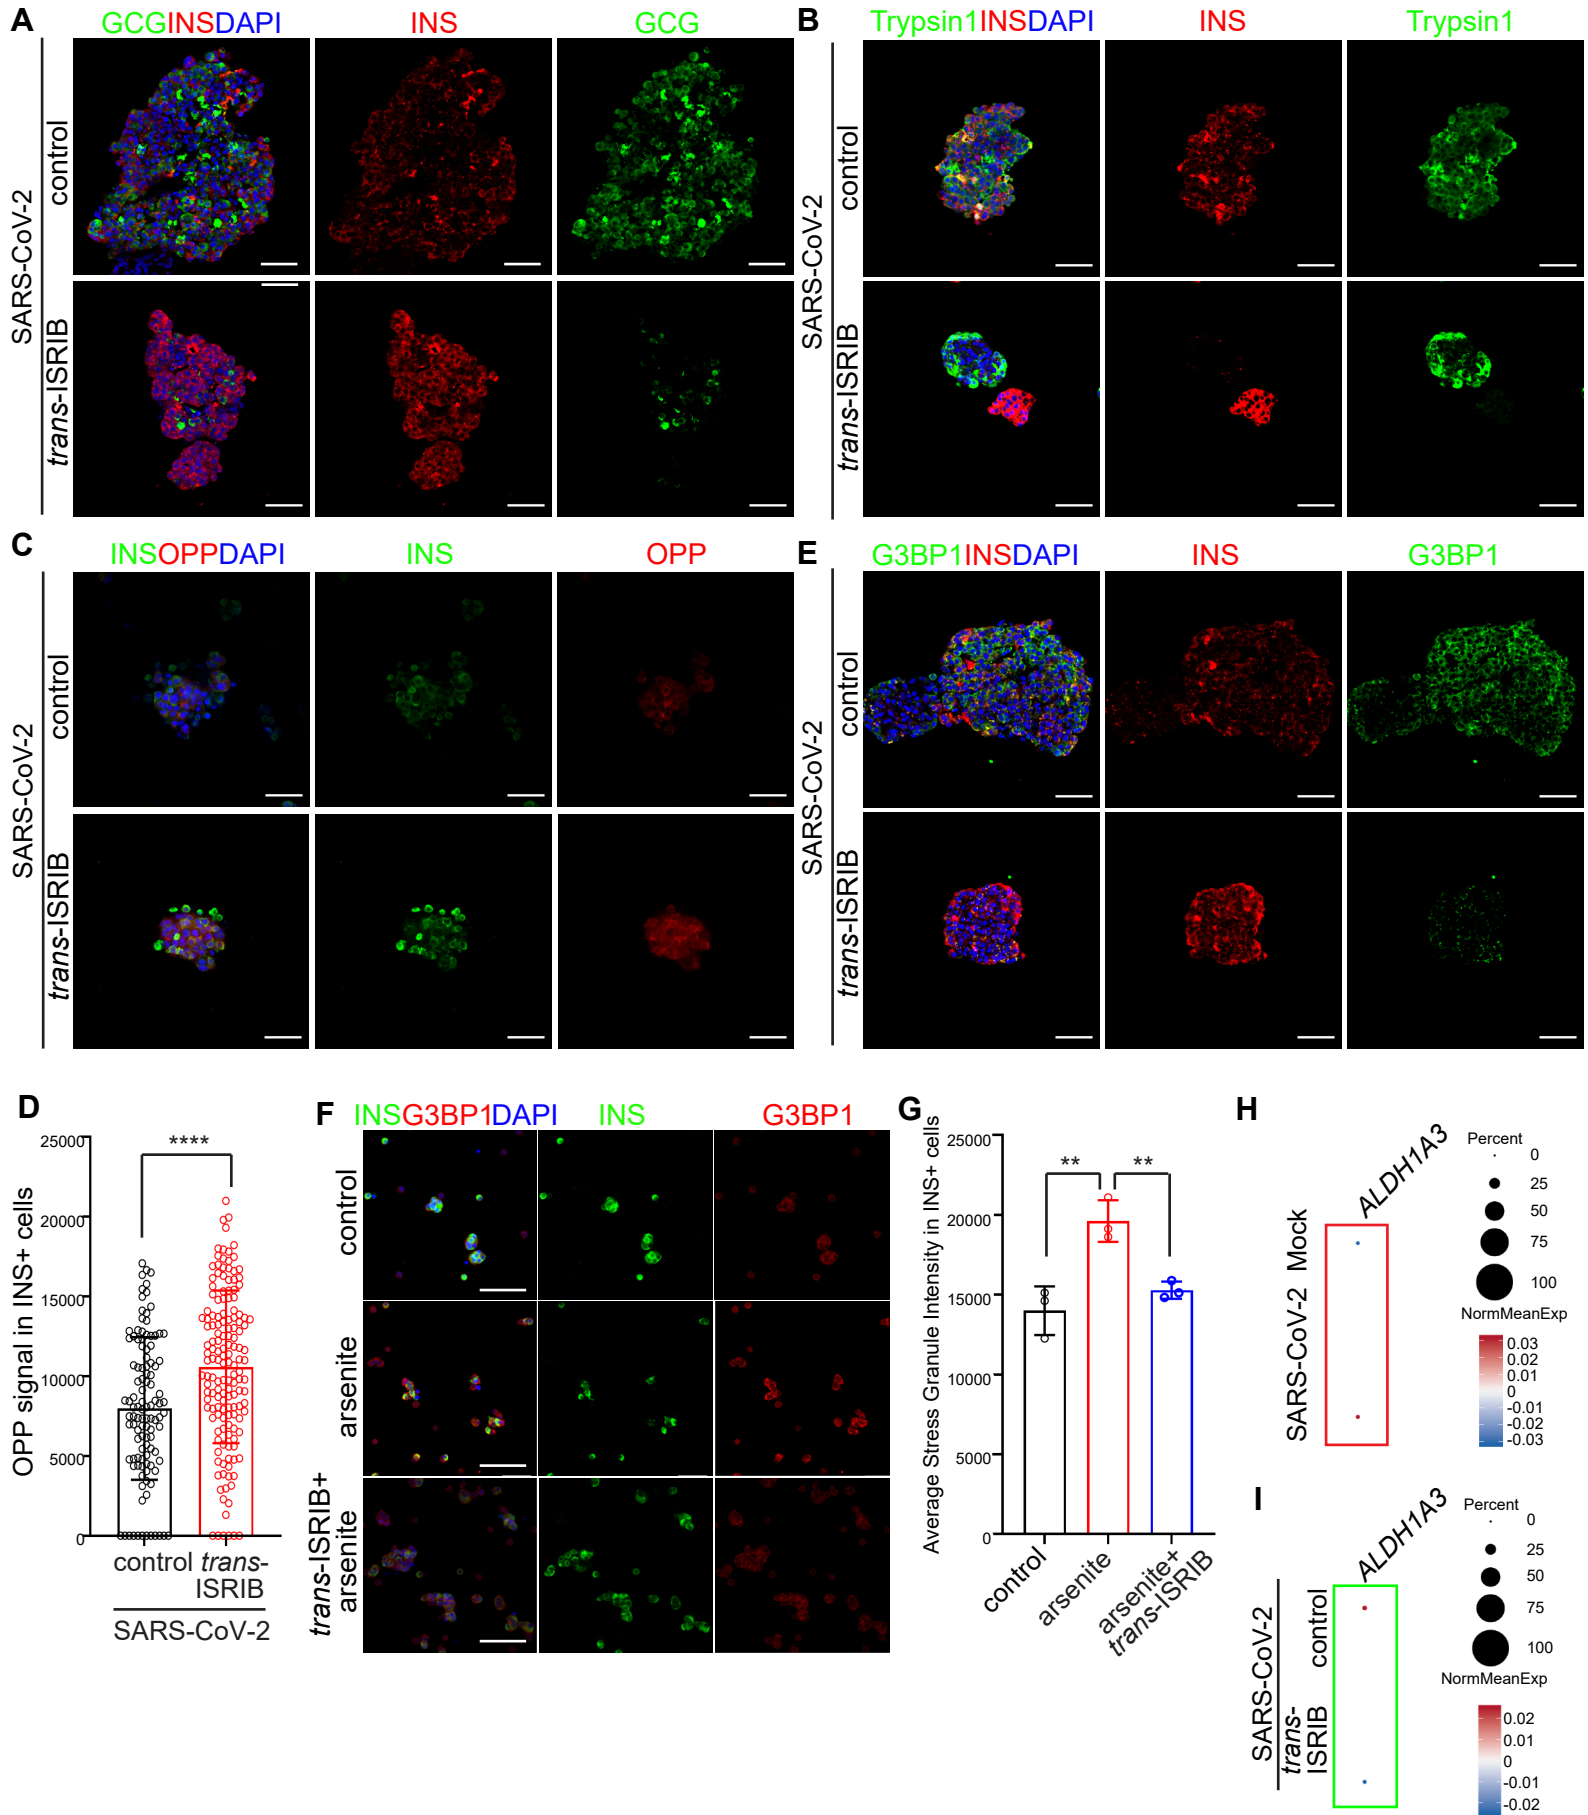 A
GCGINSDAPI
INS
GCG
SARS-CoV-2
control
trans-ISRIB
B
Trypsin1INSDAPI
INS
Trypsin1
SARS-CoV-2
control
trans-ISRIB
C
INSOPPDAPI
INS
OPP
SARS-CoV-2
control
trans-ISRIB
E
G3BP1INSDAPI
INS
G3BP1
SARS-CoV-2
control
trans-ISRIB
D
OPP signal in INS+ cells
25000
20000
15000
10000
5000
0
****
control
trans-
ISRIB
SARS-CoV-2
F
INSG3BP1DAPI
INS
G3BP1
control
arsenite
trans-ISRIB+
arsenite
G
Average Stress Granule Intensity in INS+ cells
25000
20000
15000
10000
5000
0
**
**
control
arsenite
arsenite+
trans-ISRIB
H
ALDH1A3
Mock
SARS-CoV-2
Percent
0
25
50
75
100
NormMeanExp
0.03
0.02
0.01
0
-0.01
-0.02
-0.03
I
ALDH1A3
SARS-CoV-2
control
trans-
ISRIB
Percent
0
25
50
75
100
NormMeanExp
0.02
0.01
0
-0.01
-0.02